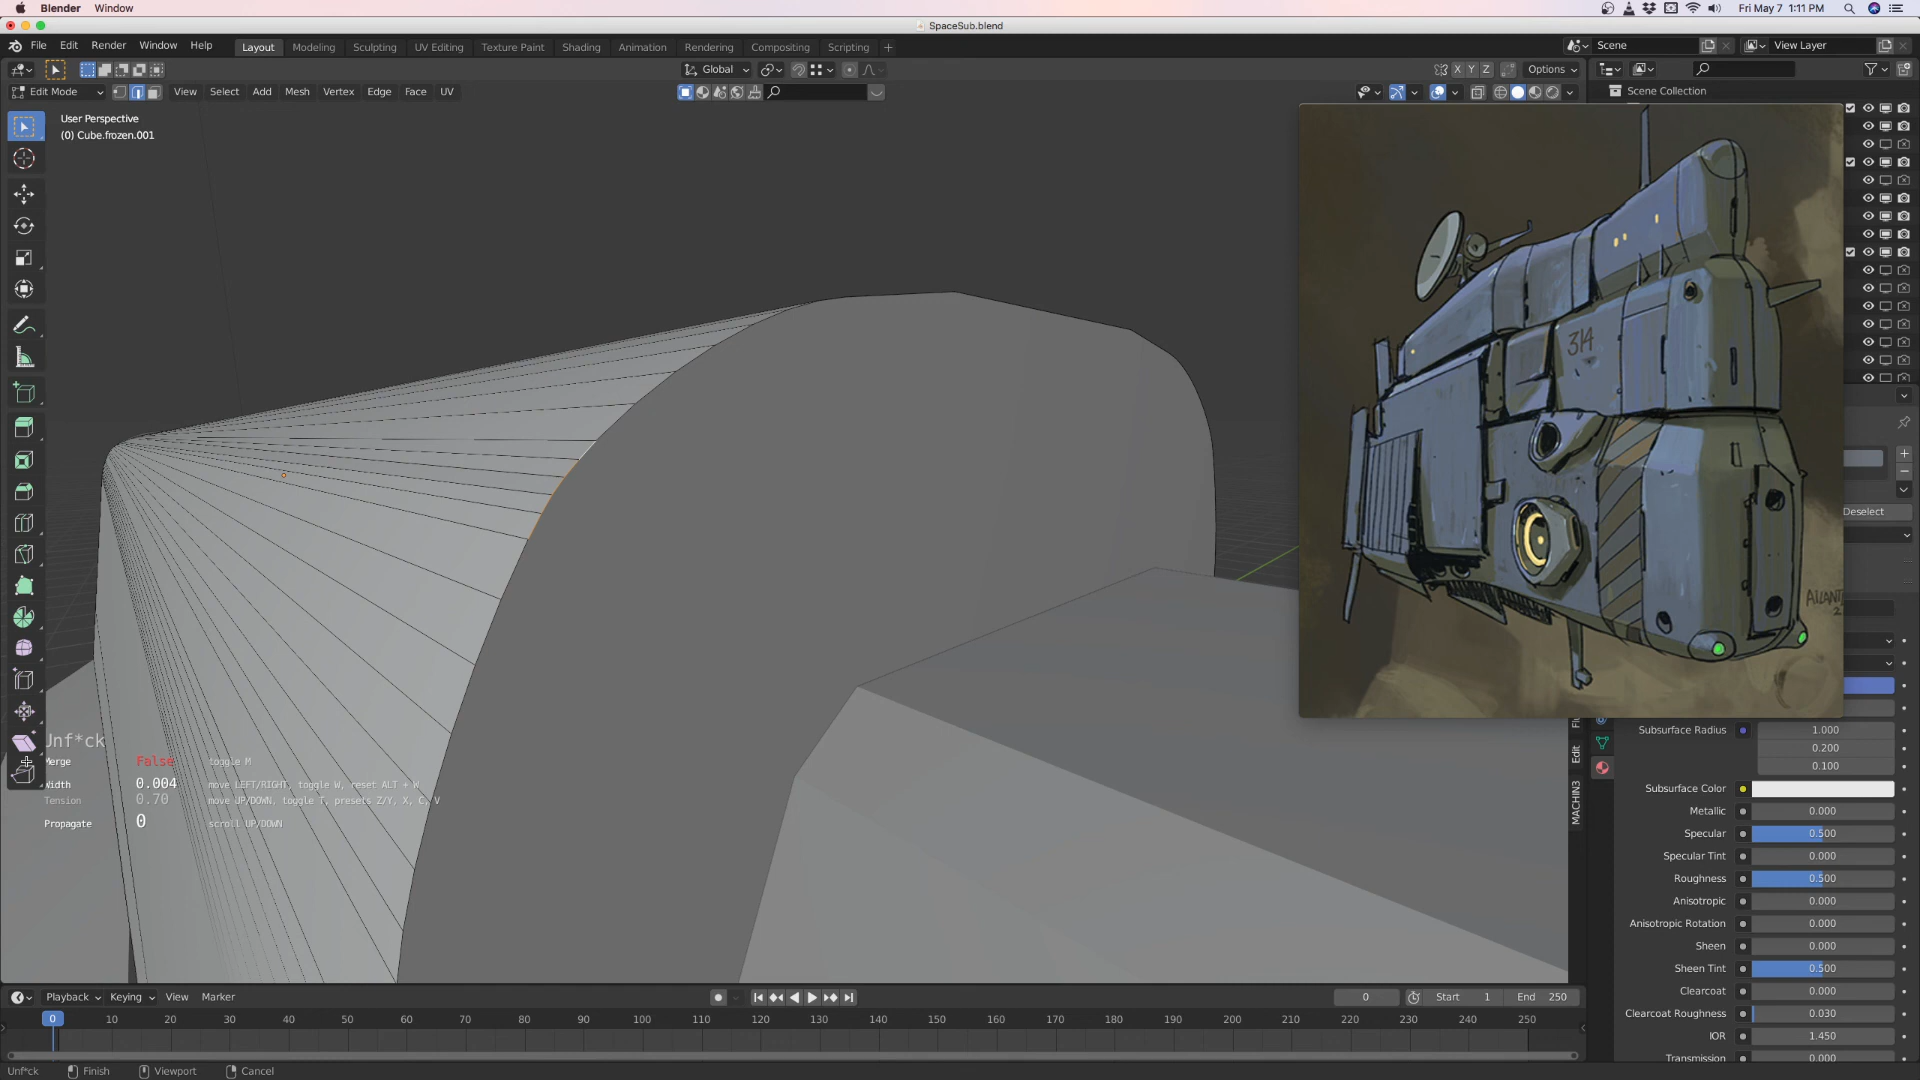 Blender Window
Fri May 7 1:11 PM
SpaceSub.blend
File Edit Render Window Help
Layout Modeling Sculpting UV Editing Texture Paint Shading Animation Rendering Compositing Scripting +
Scene
View Layer
Global
X Y Z
Options
Edit Mode
View Select Add Mesh Vertex Edge Face UV
Scene Collection
User Perspective
(0) Cube.frozen.001
314
Deselect
Unf*ck
Merge False toggle M
Width 0.004 move LEFT/RIGHT, toggle W, reset ALT + W
Tension 0.70 move UP/DOWN, toggle T, presets Z/Y, X, C, V
Propagate 0 scroll UP/DOWN
Edit
MACHIN3
Subsurface Radius 1.000
0.200
0.100
Subsurface Color
Metallic 0.000
Specular 0.500
Specular Tint 0.000
Roughness 0.500
Anisotropic 0.000
Anisotropic Rotation 0.000
Sheen 0.000
Sheen Tint 0.500
Clearcoat 0.000
Clearcoat Roughness 0.030
IOR 1.450
Transmission 0.000
Playback Keying View Marker
0 Start 1 End 250
0 10 20 30 40 50 60 70 80 90 100 110 120 130 140 150 160 170 180 190 200 210 220 230 240 250
Unf*ck Finish Viewport Cancel